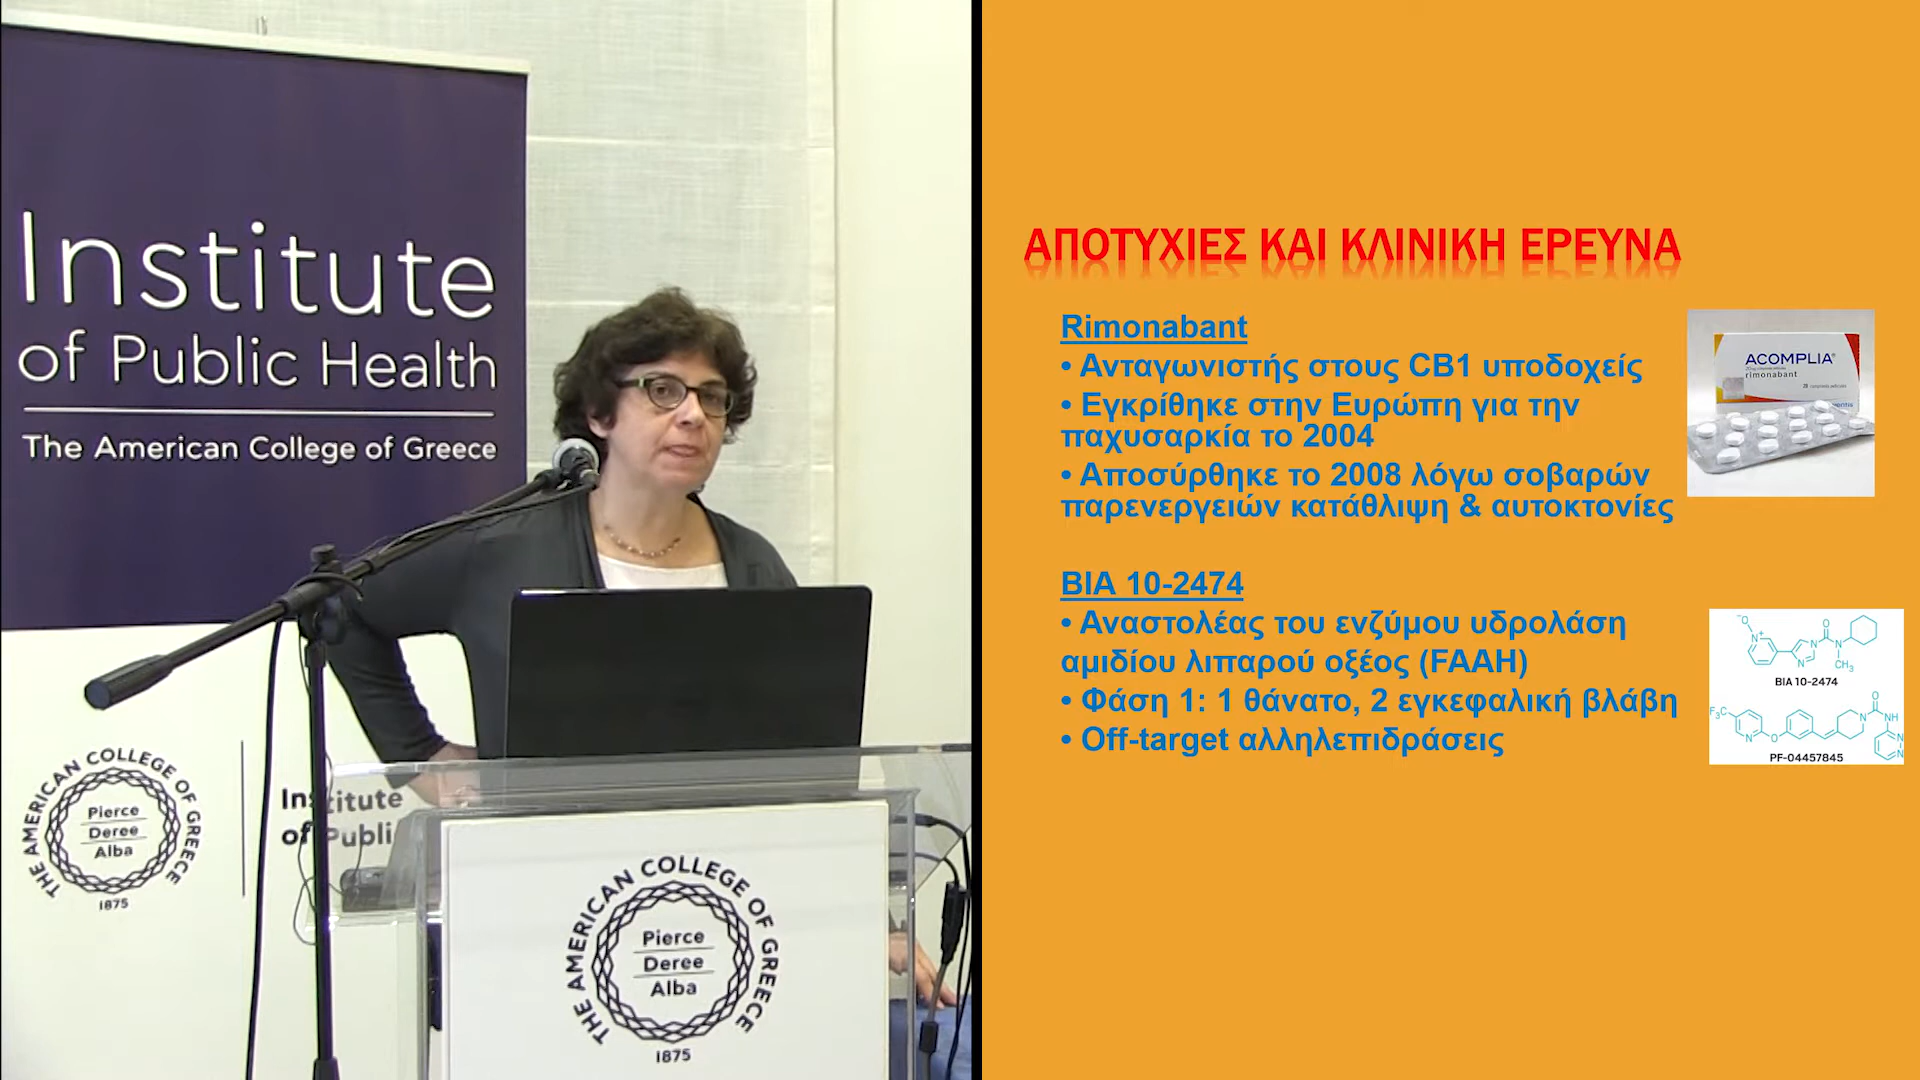 Institute
of Public Health
The American College of Greece
THE AMERICAN COLLEGE OF GREECE
Pierce
Deree
Alba
1875
Institute
of Publi
THE AMERICAN COLLEGE OF GREECE
Pierce
Deree
Alba
1875
ΑΠΟΤΥΧΙΕΣ ΚΑΙ ΚΛΙΝΙΚΗ ΕΡΕΥΝΑ
Rimonabant
• Ανταγωνιστής στους CB1 υποδοχείς
• Εγκρίθηκε στην Ευρώπη για την
παχυσαρκία το 2004
• Αποσύρθηκε το 2008 λόγω σοβαρών
παρενεργειών κατάθλιψη & αυτοκτονίες
ACOMPLIA®
rimonabant
BIA 10-2474
• Αναστολέας του ενζύμου υδρολάση
αμιδίου λιπαρού οξέος (FAAH)
• Φάση 1: 1 θάνατο, 2 εγκεφαλική βλάβη
• Off-target αλληλεπιδράσεις
BIA 10-2474
PF-04457845